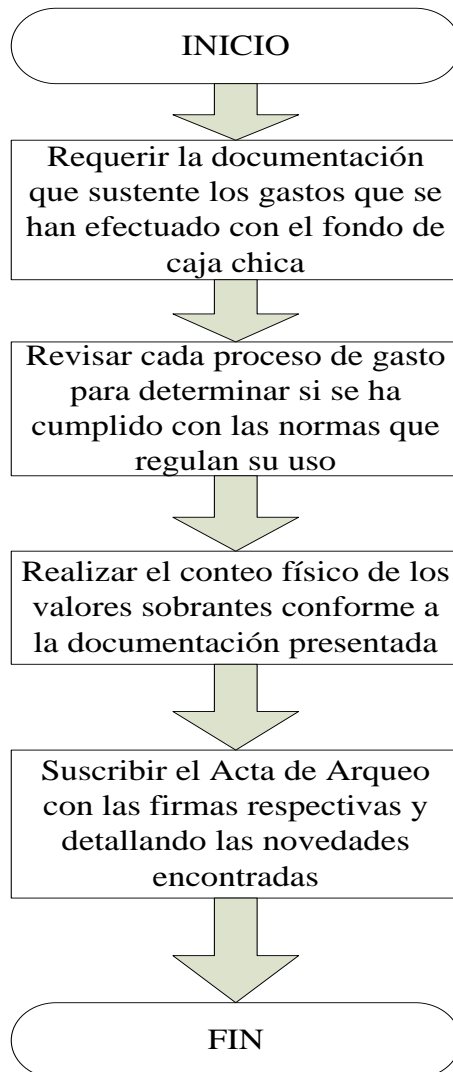 INICIO
Requerir la documentación
que sustente los gastos que se
han efectuado con el fondo de
caja chica
Revisar cada proceso de gasto
para determinar si se ha
cumplido con las normas que
regulan su uso
Realizar el conteo físico de los
valores sobrantes conforme a
la documentación presentada
Suscribir el Acta de Arqueo
con las firmas respectivas y
detallando las novedades
encontradas
FIN